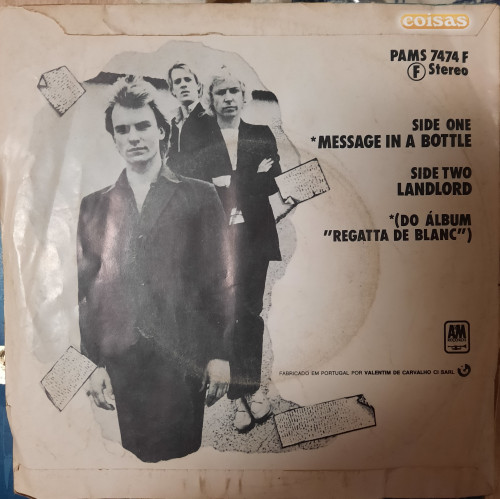 coisas
PAMS 7474 F
F Stereo
SIDE ONE
*MESSAGE IN A BOTTLE
SIDE TWO
LANDLORD
*(DO ÁLBUM
"REGATTA DE BLANC")
A&M
FABRICADO EM PORTUGAL POR VALENTIM DE CARVALHO CI SARL